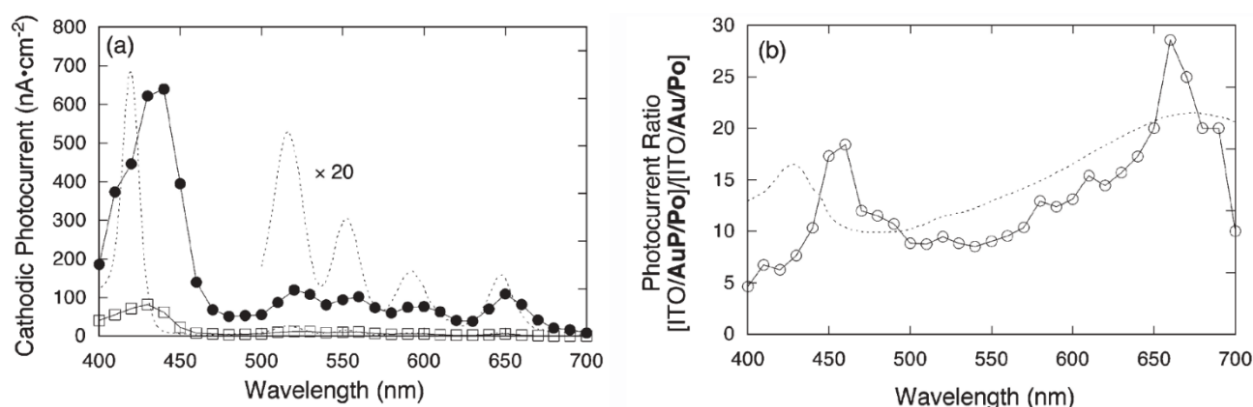 (a)
Cathodic Photocurrent (nA•cm⁻²)
800
700
600
500
400
300
200
100
0
× 20
400 450 500 550 600 650 700
Wavelength (nm)
(b)
Photocurrent Ratio
[ITO/AuP/Po]/[ITO/Au/Po]
30
25
20
15
10
5
0
400 450 500 550 600 650 700
Wavelength (nm)